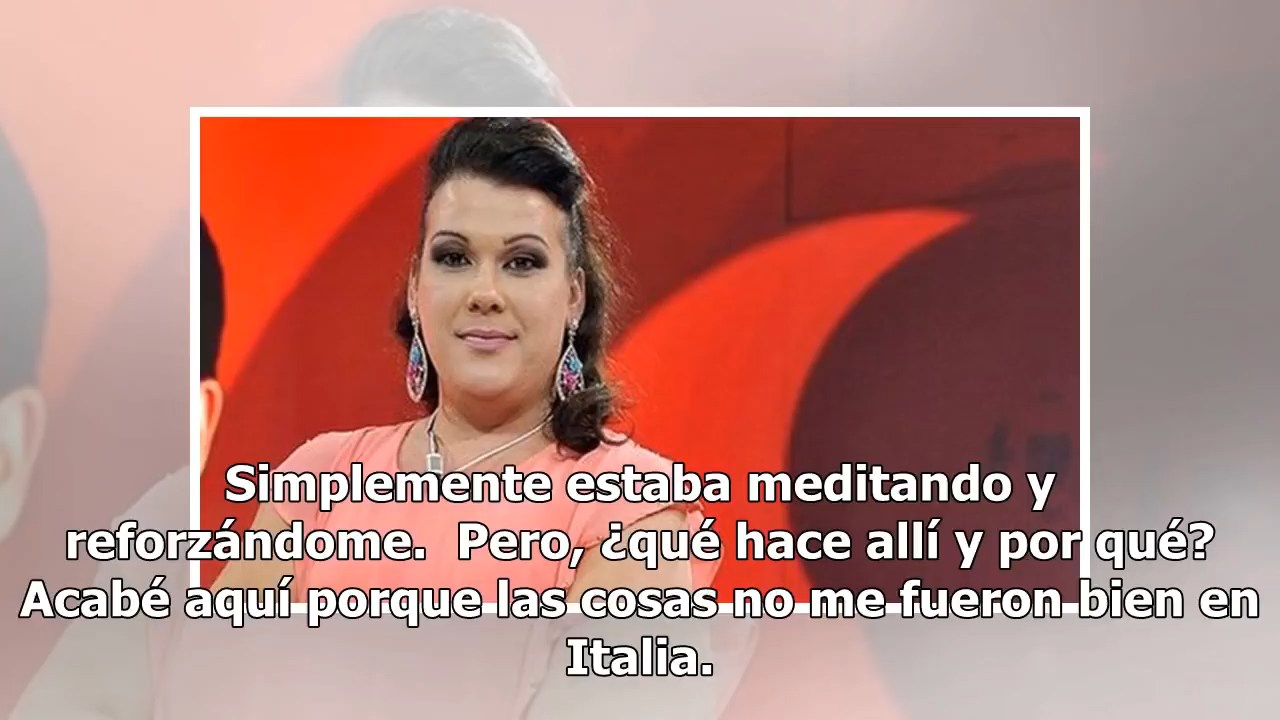 Simplemente estaba meditando y
reforzándome.  Pero, ¿qué hace allí y por qué?
Acabé aquí porque las cosas no me fueron bien en
Italia.